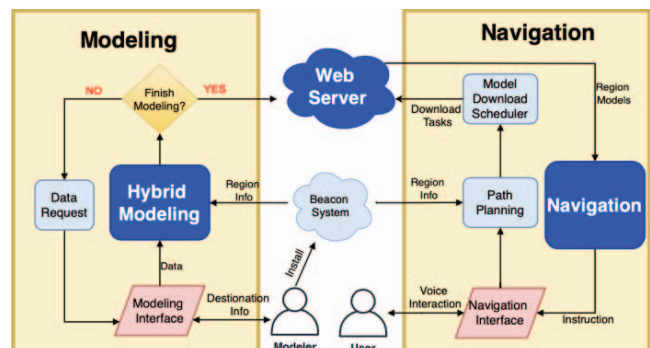 Modeling
Navigation
NO
Finish
Modeling?
YES
Web
Server
Model
Download
Scheduler
Region
Models
Download
Tasks
Data
Request
Hybrid
Modeling
Region
Info
Beacon
System
Region
Info
Path
Planning
Navigation
Data
Install
Modeling
Interface
Destionation
Info
Voice
Interaction
Navigation
Interface
Instruction
Modeler
User